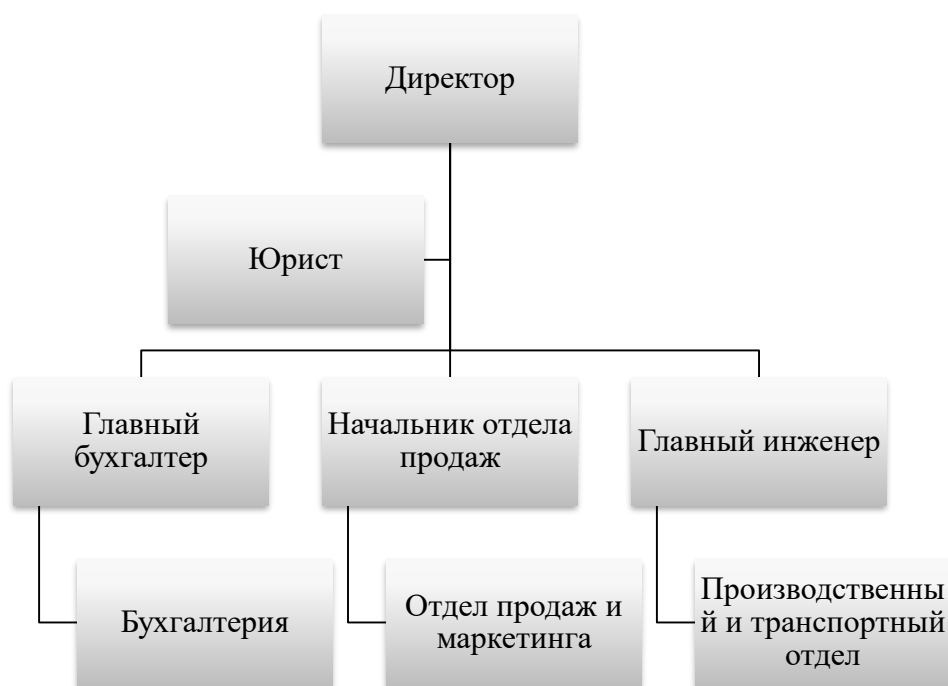 Директор
Юрист
Главный
бухгалтер
Начальник отдела
продаж
Главный инженер
Бухгалтерия
Отдел продаж и
маркетинга
Производственны
й и транспортный
отдел